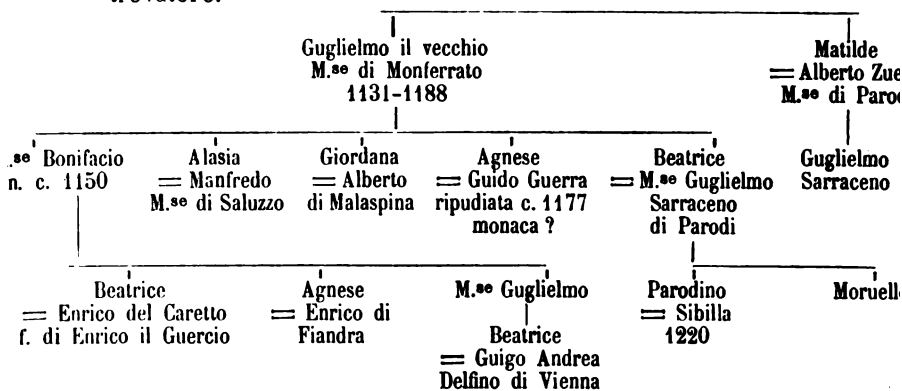 Guglielmo il vecchio
M.se di Monferrato
1131-1188
Matilde
= Alberto Zue
M.se di Parod
.se Bonifacio
n. c. 1150
Alasia
= Manfredo
M.se di Saluzzo
Giordana
= Alberto
di Malaspina
Agnese
= Guido Guerra
ripudiata c. 1177
monaca ?
Beatrice
= M.se Guglielmo
Sarraceno
di Parodi
Guglielmo
Sarraceno
Beatrice
= Enrico del Caretto
f. di Enrico il Guercio
Agnese
= Enrico di
Fiandra
M.se Guglielmo
Beatrice
= Guigo Andrea
Delfino di Vienna
Parodino
= Sibilla
1220
Moruell